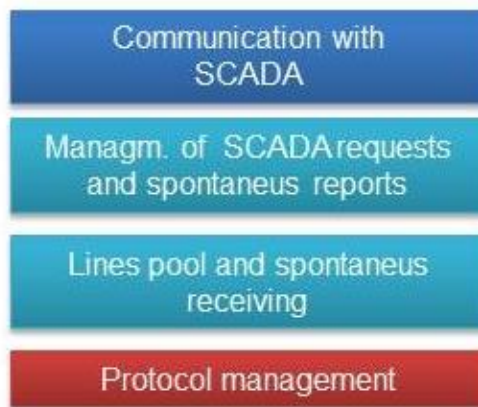 Communication with
SCADA
Managm. of SCADA requests
and spontaneus reports
Lines pool and spontaneus
receiving
Protocol management